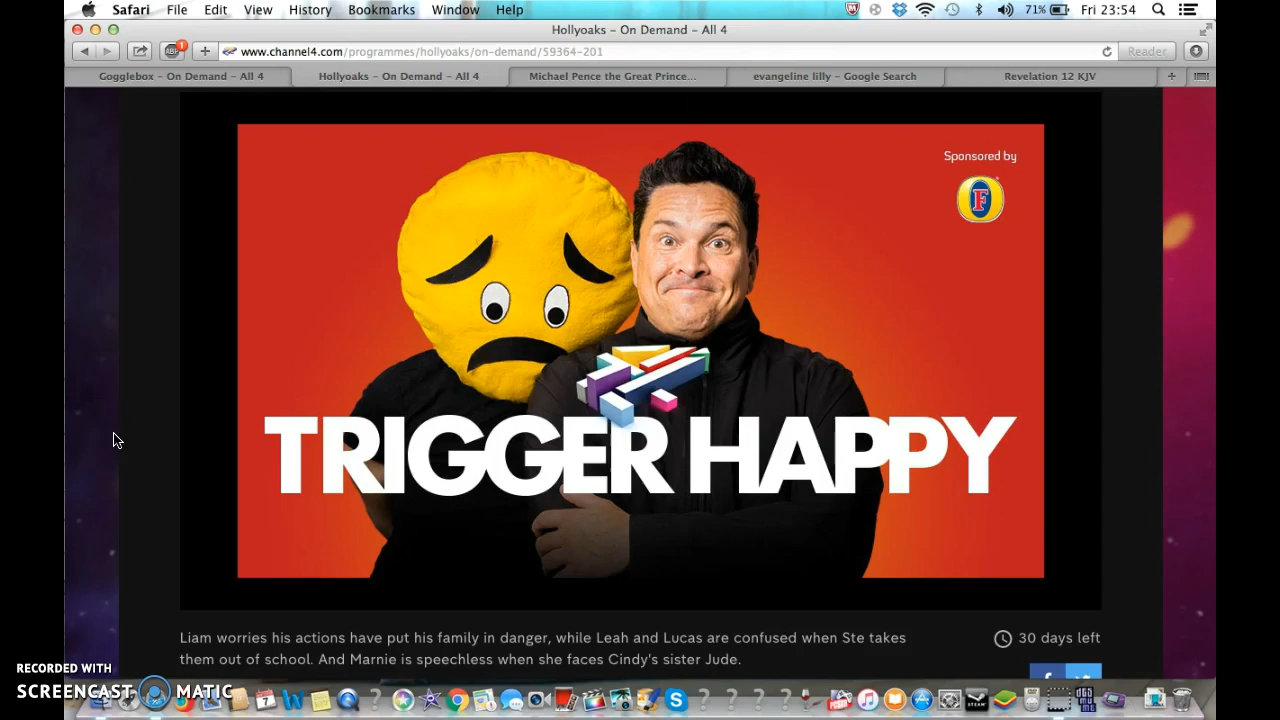 Safari File Edit View History Bookmarks Window Help 71% Fri 23:54
Hollyoaks – On Demand – All 4
www.channel4.com/programmes/hollyoaks/on-demand/59364-201 Reader
Gogglebox – On Demand – All 4 Hollyoaks – On Demand – All 4 Michael Pence the Great Prince... evangeline lilly – Google Search Revelation 12 KJV
Sponsored by
F
TRIGGER HAPPY
Liam worries his actions have put his family in danger, while Leah and Lucas are confused when Ste takes
them out of school. And Marnie is speechless when she faces Cindy's sister Jude.
30 days left
RECORDED WITH
SCREENCAST MATIC